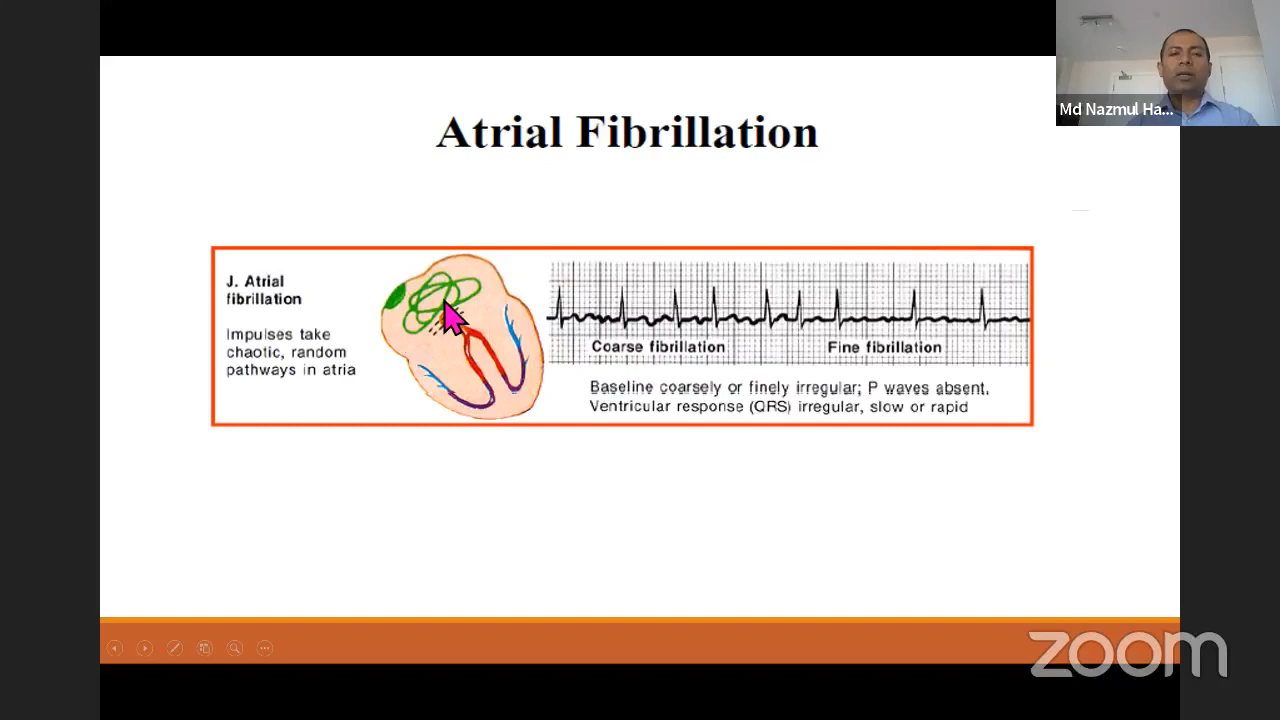 Md Nazmul Ha...
Atrial Fibrillation
J. Atrial
fibrillation
Impulses take
chaotic, random
pathways in atria
Coarse fibrillation
Fine fibrillation
Baseline coarsely or finely irregular; P waves absent.
Ventricular response (QRS) irregular, slow or rapid
zoom